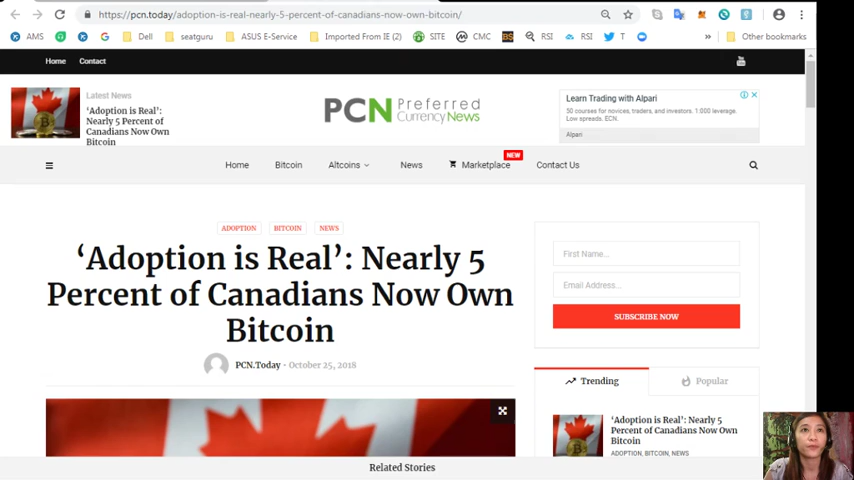 https://pcn.today/adoption-is-real-nearly-5-percent-of-canadians-now-own-bitcoin/
AMS Dell seatguru ASUS E-Service Imported From IE (2) SITE CMC BS RSI RSI T » Other bookmarks
Home Contact
Latest News
‘Adoption is Real’:
Nearly 5 Percent of
Canadians Now Own
Bitcoin
PCN Preferred
Currency News
Learn Trading with Alpari
50 courses for novices, traders, and investors. 1:000 leverage.
Low spreads. ECN.
Alpari
Home Bitcoin Altcoins News Marketplace NEW Contact Us
ADOPTION BITCOIN NEWS
‘Adoption is Real’: Nearly 5
Percent of Canadians Now Own
Bitcoin
PCN.Today - October 25, 2018
First Name...
Email Address...
SUBSCRIBE NOW
Trending Popular
‘Adoption is Real’: Nearly 5
Percent of Canadians Now Own
Bitcoin
ADOPTION, BITCOIN, NEWS
Related Stories